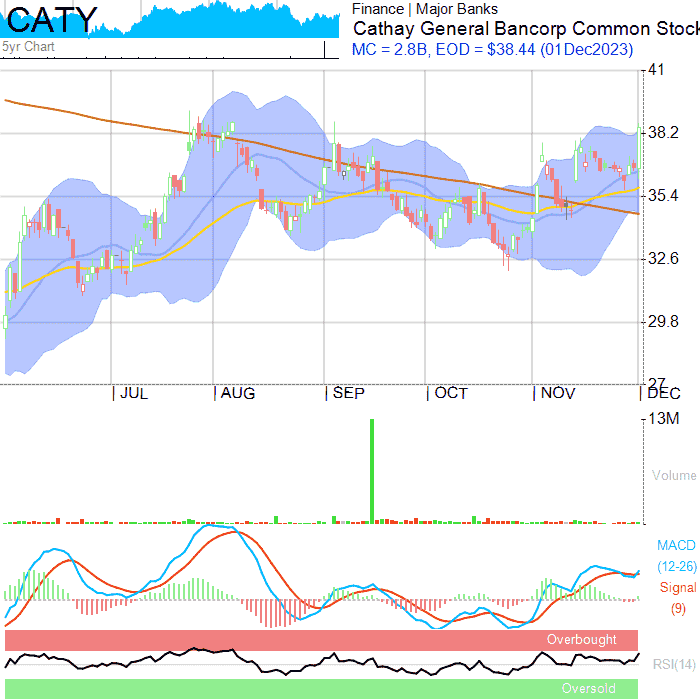 CATY
5yr Chart
Finance | Major Banks
Cathay General Bancorp Common Stock
MC = 2.8B, EOD = $38.44 (01Dec2023)
41
38.2
35.4
32.6
29.8
27
JUL
AUG
SEP
OCT
NOV
DEC
13M
Volume
MACD
(12-26)
Signal
(9)
Overbought
RSI(14)
Oversold